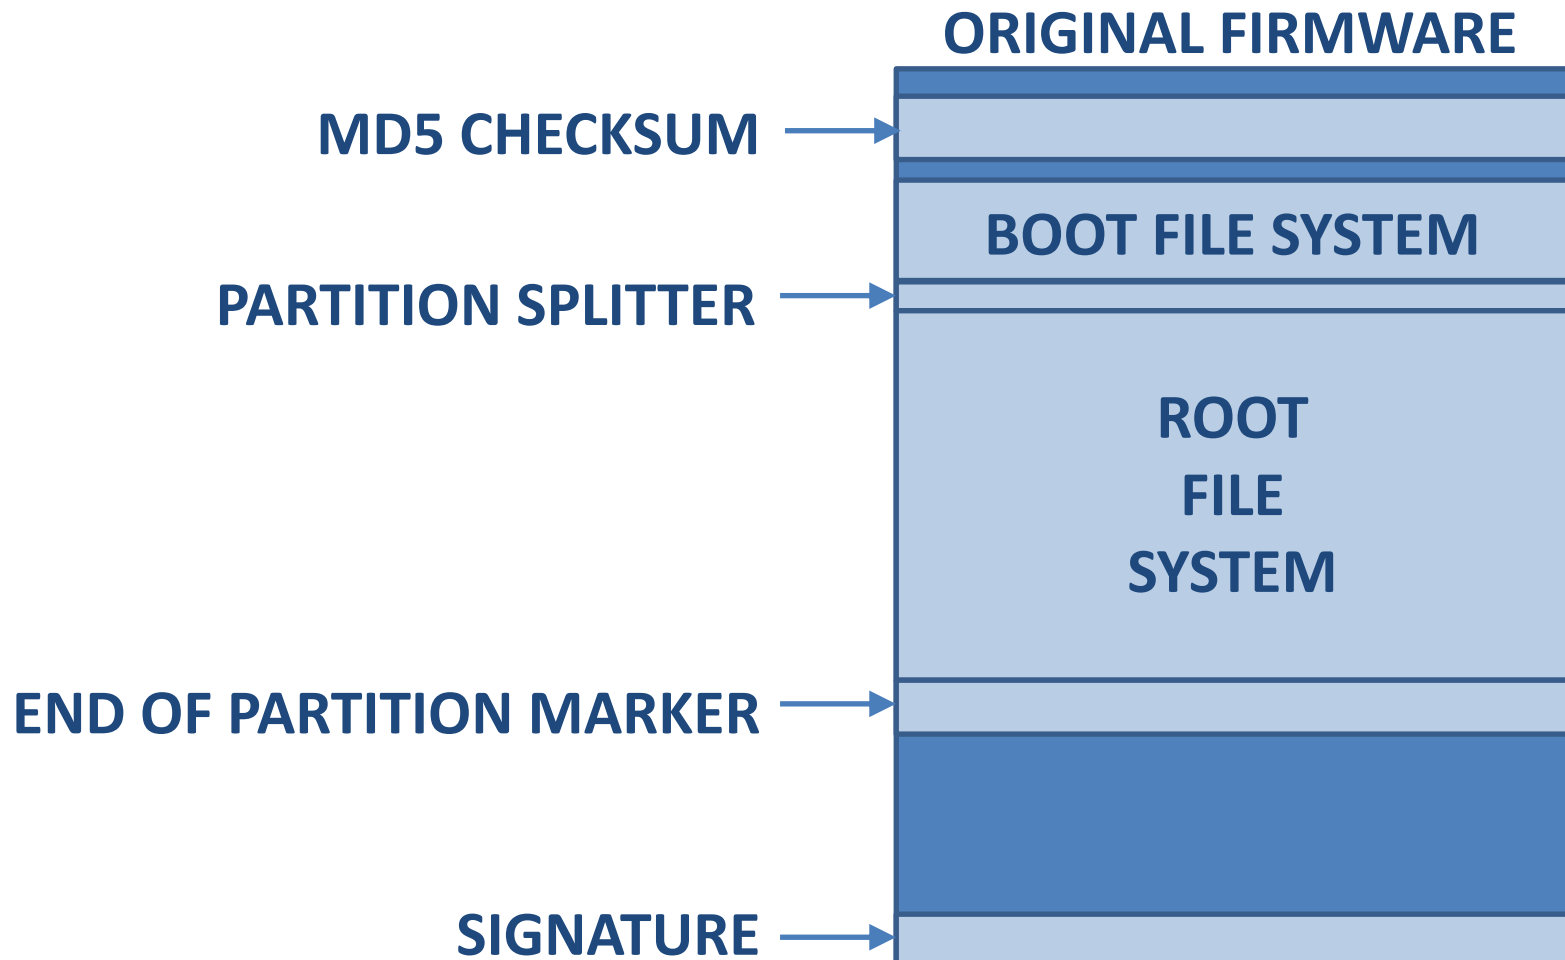 ORIGINAL FIRMWARE
MD5 CHECKSUM
BOOT FILE SYSTEM
PARTITION SPLITTER
ROOT
FILE
SYSTEM
END OF PARTITION MARKER
SIGNATURE